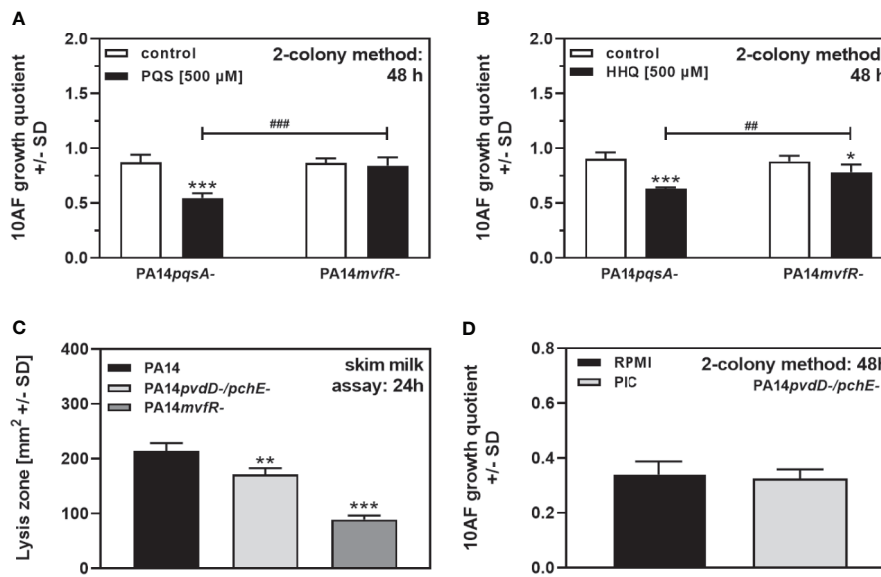 A
10AF growth quotient
+/- SD
2.0
1.5
1.0
0.5
0.0
control
PQS [500 µM]
2-colony method:
48 h
###
***
PA14pqsA-
PA14mvfR-
B
10AF growth quotient
+/- SD
2.0
1.5
1.0
0.5
0.0
control
HHQ [500 µM]
2-colony method:
48 h
##
***
*
PA14pqsA-
PA14mvfR-
C
Lysis zone [mm² +/- SD]
400
300
200
100
0
PA14
PA14pvdD-/pchE-
PA14mvfR-
skim milk
assay: 24h
**
***
D
10AF growth quotient
+/- SD
0.8
0.6
0.4
0.2
0.0
RPMI
PIC
2-colony method: 48h
PA14pvdD-/pchE-